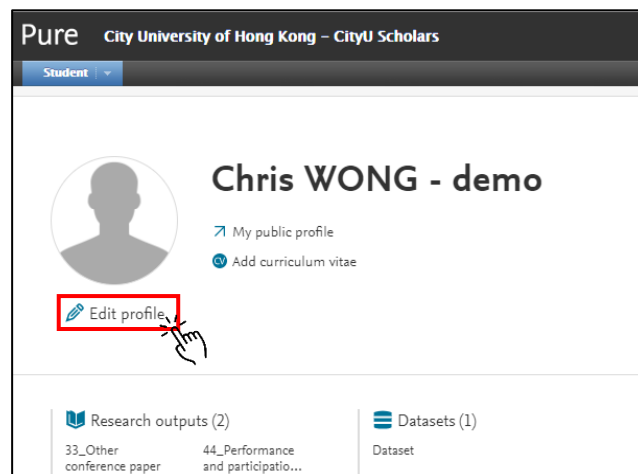 Pure City University of Hong Kong – CityU Scholars
Student
Chris WONG - demo
My public profile
CV Add curriculum vitae
Edit profile
Research outputs (2)
Datasets (1)
33_Other
conference paper
44_Performance
and participatio...
Dataset